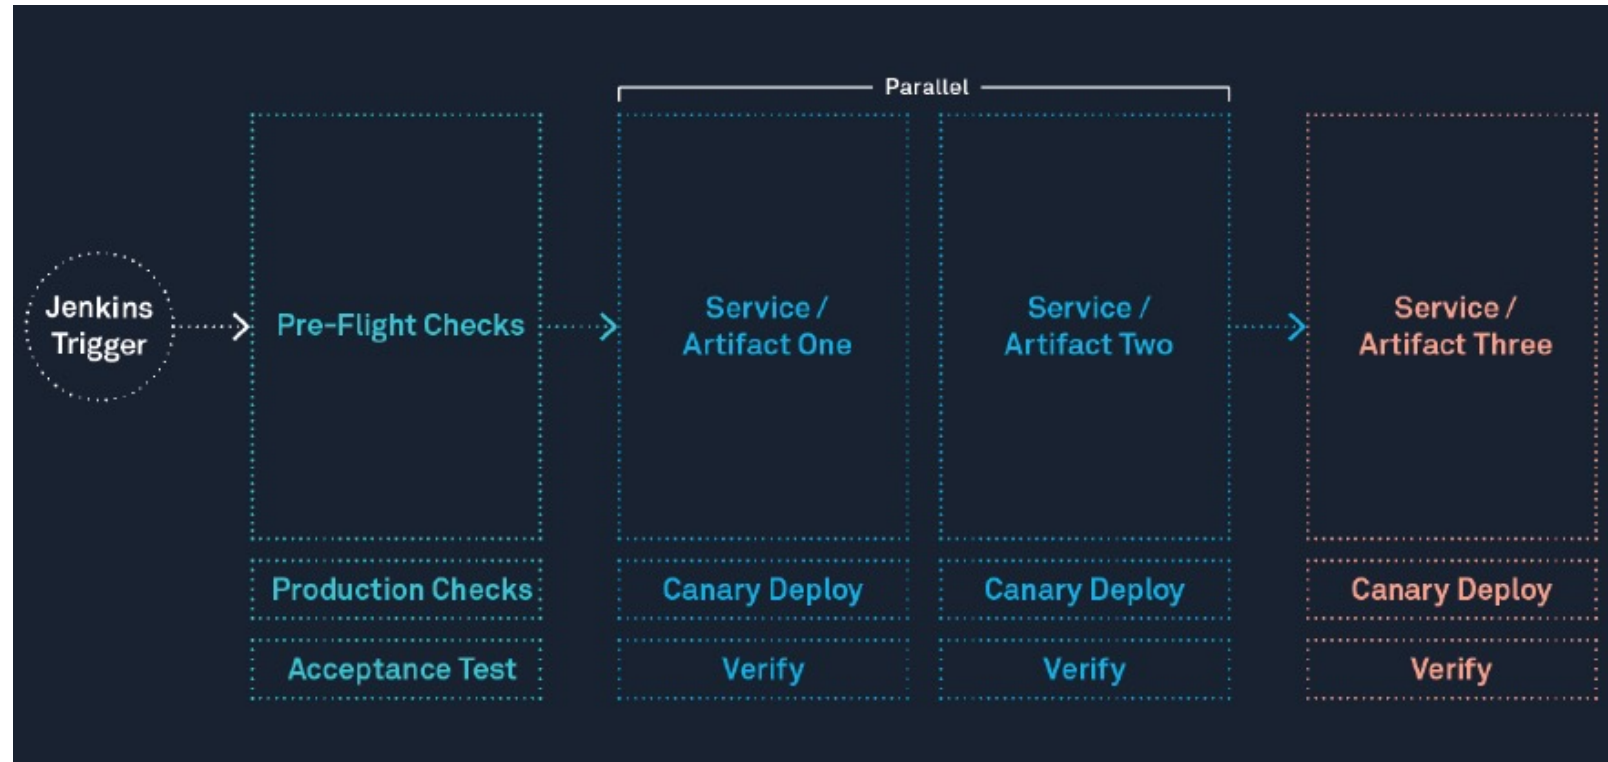 Parallel
Jenkins
Trigger
Pre-Flight Checks
Service /
Artifact One
Service /
Artifact Two
Service /
Artifact Three
Production Checks
Canary Deploy
Canary Deploy
Canary Deploy
Acceptance Test
Verify
Verify
Verify